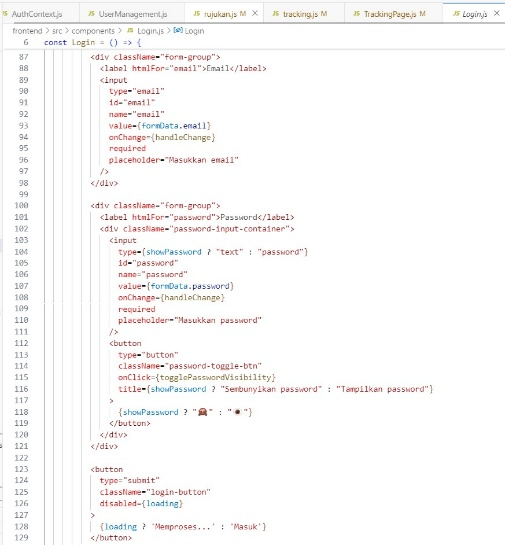 AuthContext.js JS UserManagement.js JS rujukan.js M JS tracking.js M JS TrackingPage.js M JS Login.js
frontend > src > components > JS Login.js > Login
6 const Login = () => {
87 <div className="form-group">
88 <label htmlFor="email">Email</label>
89 <input
90 type="email"
91 id="email"
92 name="email"
93 value={formData.email}
94 onChange={handleChange}
95 required
96 placeholder="Masukkan email"
97 />
98 </div>
99
100 <div className="form-group">
101 <label htmlFor="password">Password</label>
102 <div className="password-input-container">
103 <input
104 type={showPassword ? "text" : "password"}
105 id="password"
106 name="password"
107 value={formData.password}
108 onChange={handleChange}
109 required
110 placeholder="Masukkan password"
111 />
112 <button
113 type="button"
114 className="password-toggle-btn"
115 onClick={togglePasswordVisibility}
116 title={showPassword ? "Sembunyikan password" : "Tampilkan password"}
117 >
118 {showPassword ? "🙈" : "👁"}
119 </button>
120 </div>
121 </div>
122
123 <button
124 type="submit"
125 className="login-button"
126 disabled={loading}
127 >
128 {loading ? 'Memproses...' : 'Masuk'}
129 </button>